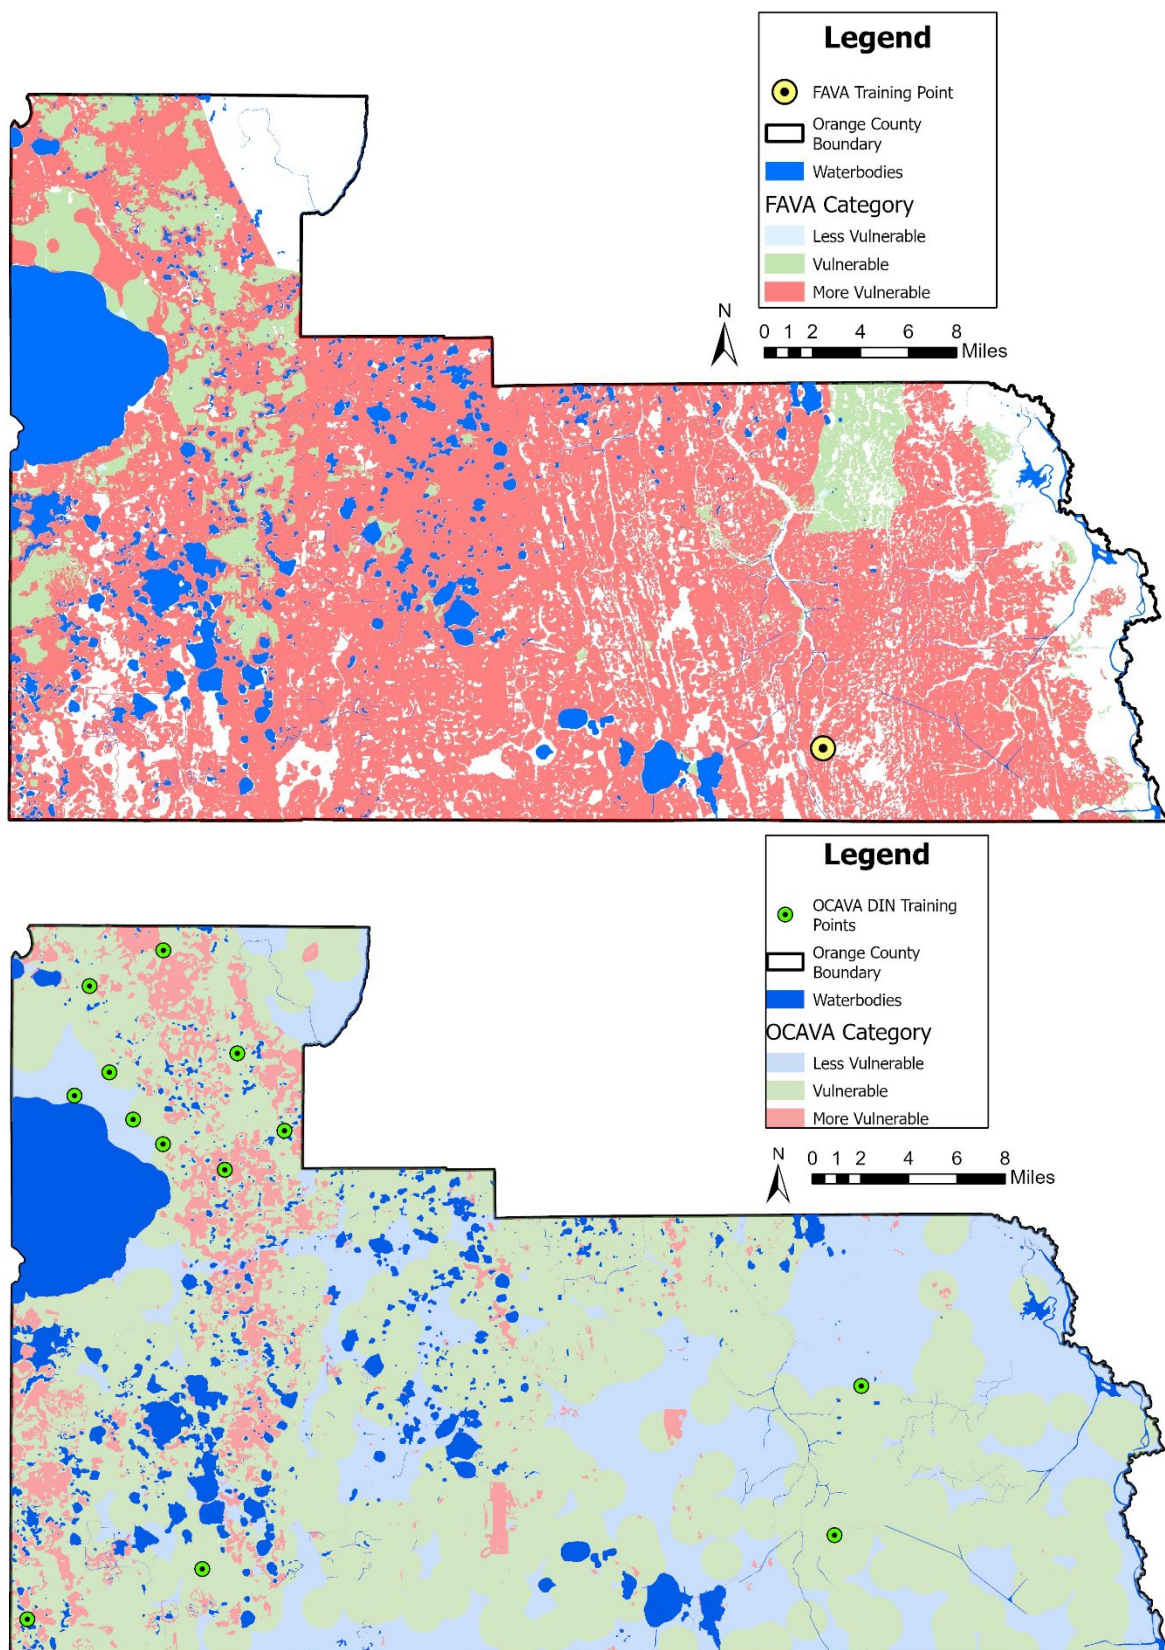 Legend
FAVA Training Point
Orange County
Boundary
Waterbodies
FAVA Category
Less Vulnerable
Vulnerable
More Vulnerable
N
0 1 2 4 6 8
Miles
Legend
OCAVA DIN Training
Points
Orange County
Boundary
Waterbodies
OCAVA Category
Less Vulnerable
Vulnerable
More Vulnerable
N
0 1 2 4 6 8
Miles